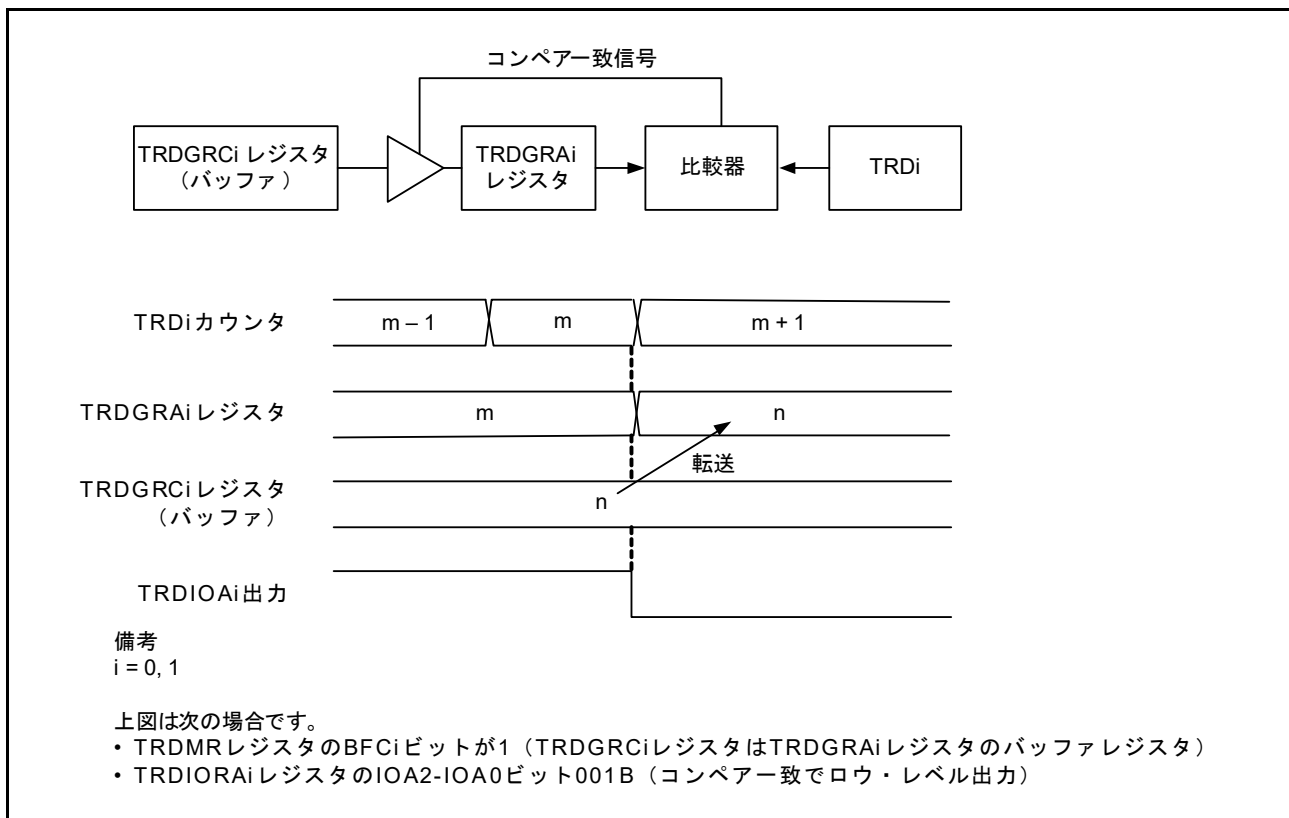 コンペア一致信号
TRDGRCi レジスタ
（バッファ）
TRDGRAi
レジスタ
比較器
TRDi
TRDiカウンタ
m – 1
m
m + 1
TRDGRAiレジスタ
m
n
転送
TRDGRCiレジスタ
（バッファ）
n
TRDIOAi出力
備考
i = 0, 1
上図は次の場合です。
• TRDMRレジスタのBFCiビットが1（TRDGRCiレジスタはTRDGRAiレジスタのバッファレジスタ）
• TRDIORAiレジスタのIOA2-IOA0ビット001B（コンペア一致でロウ・レベル出力）